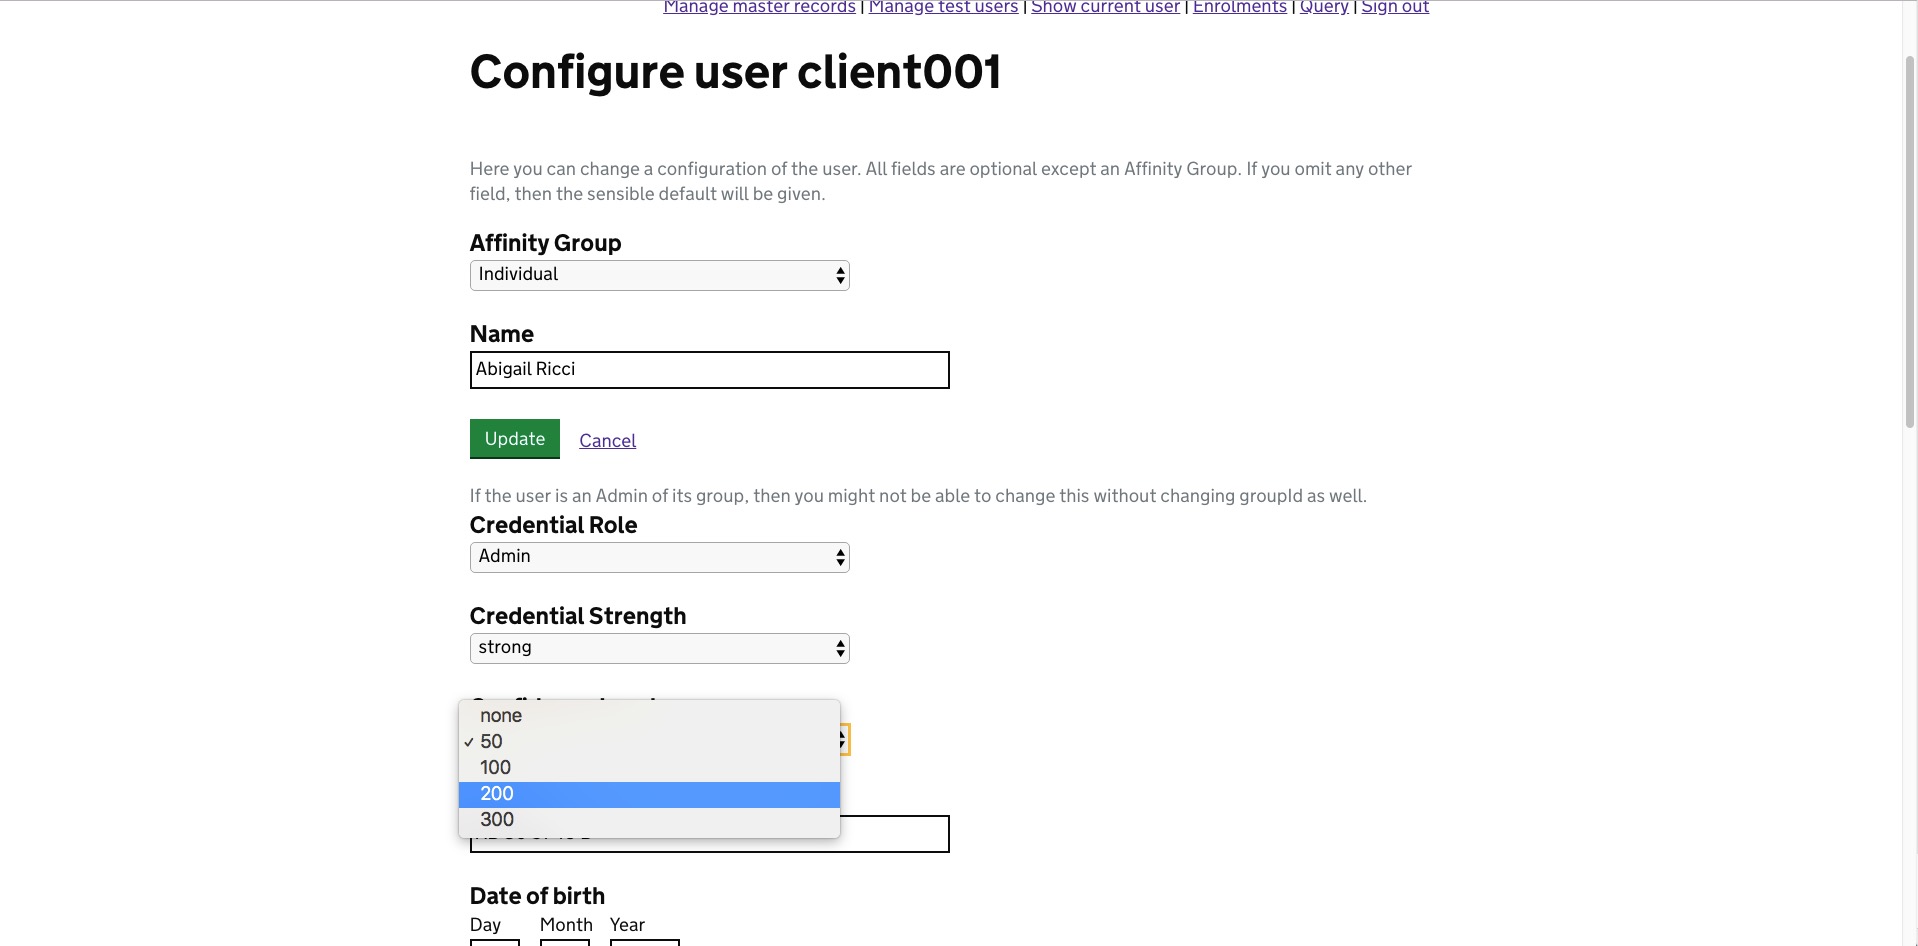 Manage master records | Manage test users | Show current user | Enrolments | Query | Sign out
Configure user client001
Here you can change a configuration of the user. All fields are optional except an Affinity Group. If you omit any other
field, then the sensible default will be given.
Affinity Group
Individual
Name
Abigail Ricci
Update Cancel
If the user is an Admin of its group, then you might not be able to change this without changing groupId as well.
Credential Role
Admin
Credential Strength
strong
none
✓ 50
100
200
300
Date of birth
Day Month Year